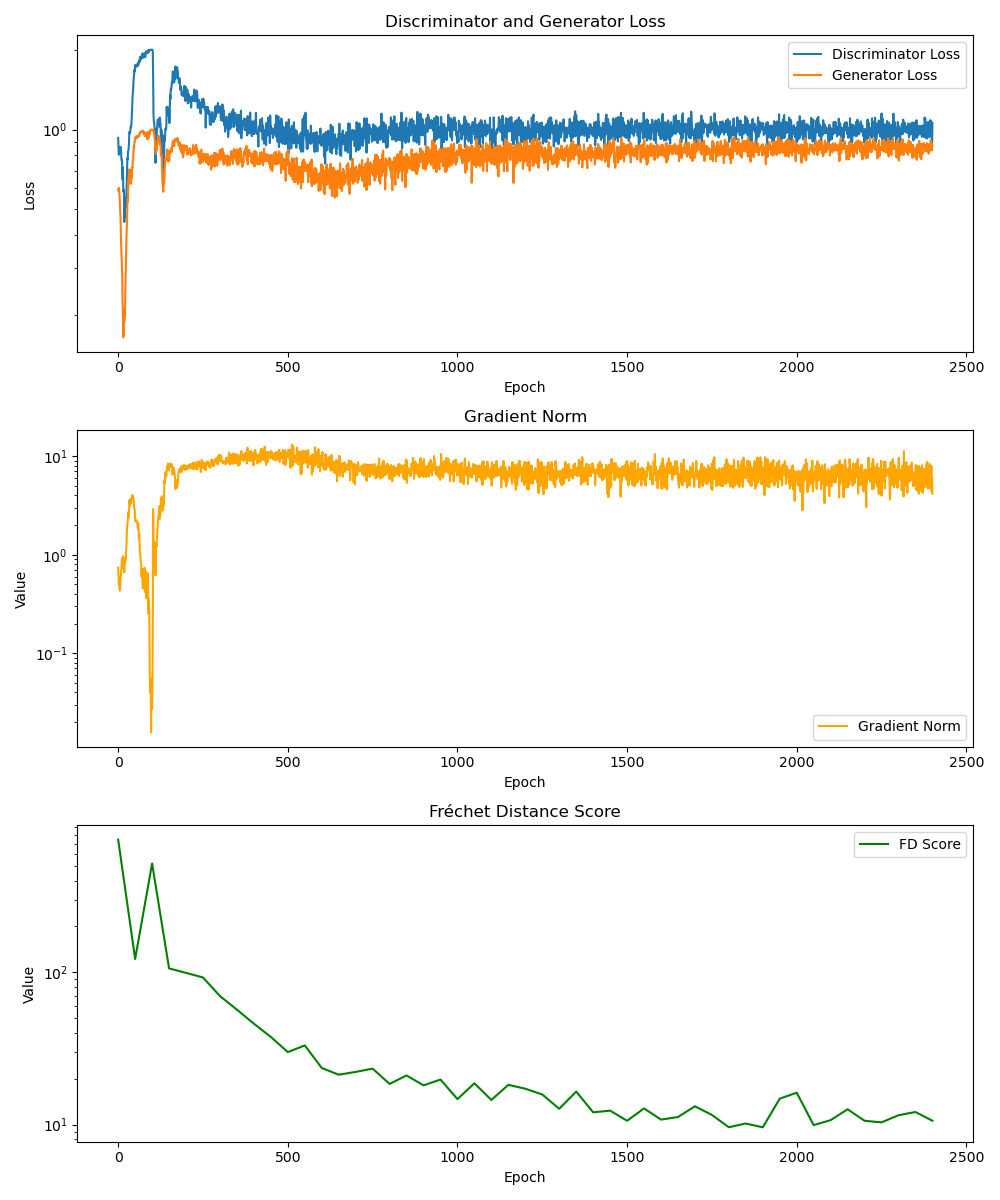 Discriminator and Generator Loss
Discriminator Loss
Generator Loss
10⁰
Loss
0 500 1000 1500 2000 2500
Epoch
Gradient Norm
10¹
10⁰
10⁻¹
Value
Gradient Norm
0 500 1000 1500 2000 2500
Epoch
Fréchet Distance Score
FD Score
10²
10¹
Value
0 500 1000 1500 2000 2500
Epoch